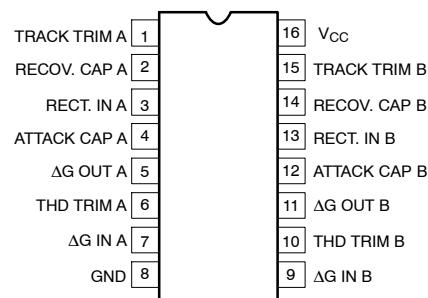 TRACK TRIM A 1
RECOV. CAP A 2
RECT. IN A 3
ATTACK CAP A 4
ΔG OUT A 5
THD TRIM A 6
ΔG IN A 7
GND 8
16 VCC
15 TRACK TRIM B
14 RECOV. CAP B
13 RECT. IN B
12 ATTACK CAP B
11 ΔG OUT B
10 THD TRIM B
9 ΔG IN B